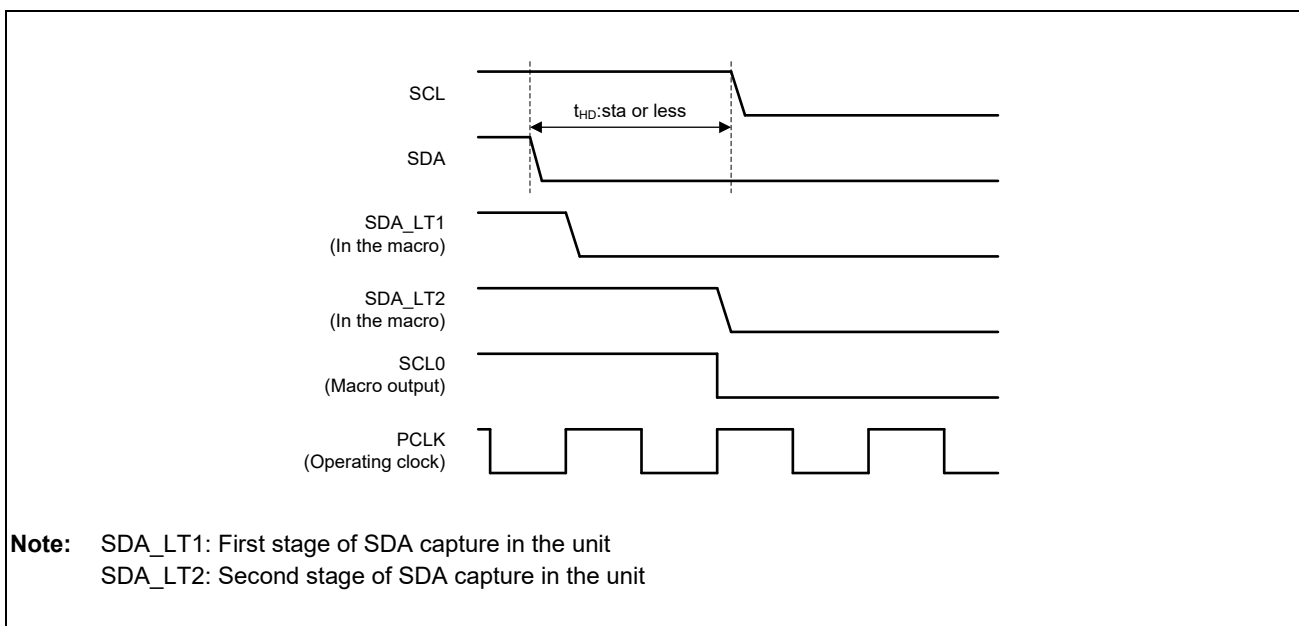 SCL
t_HD:sta or less
SDA
SDA_LT1
(In the macro)
SDA_LT2
(In the macro)
SCL0
(Macro output)
PCLK
(Operating clock)
Note: SDA_LT1: First stage of SDA capture in the unit
SDA_LT2: Second stage of SDA capture in the unit